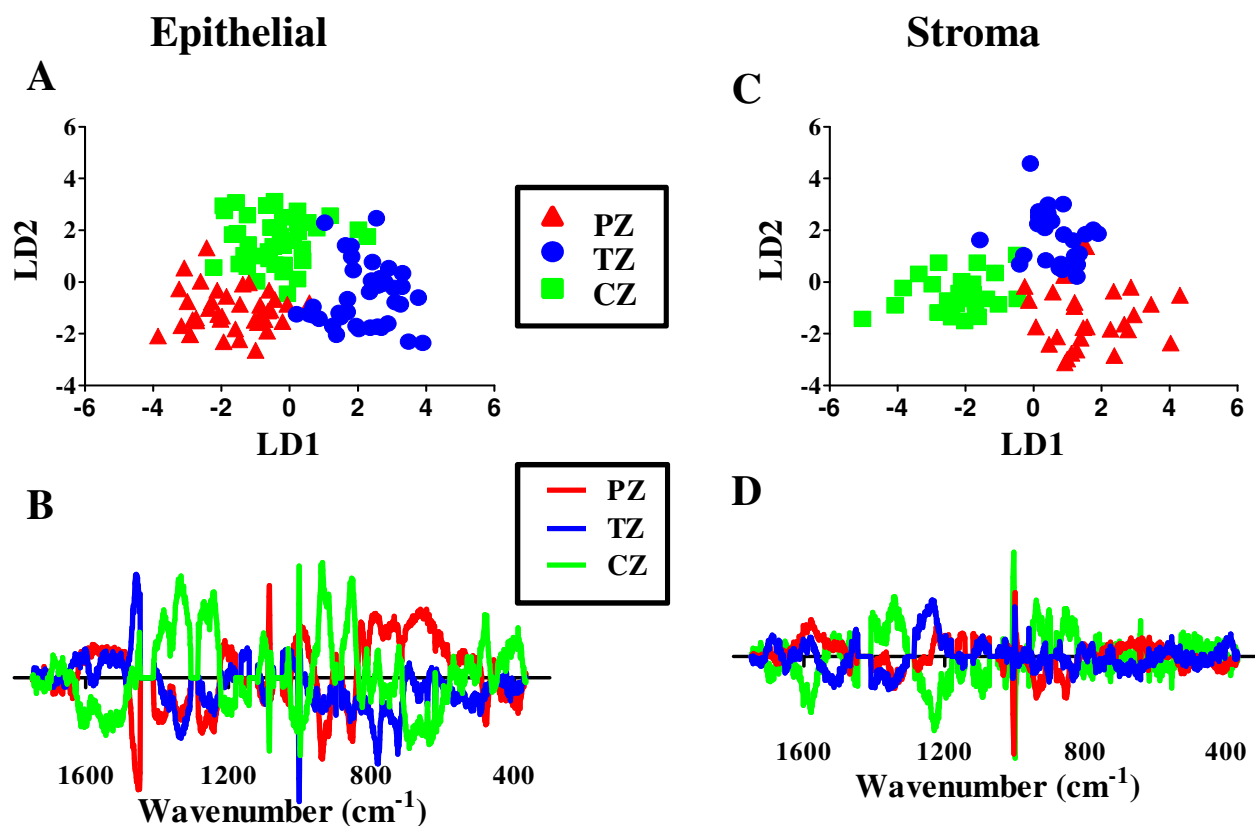 Epithelial
Stroma
A
C
6
4
2
0
-2
-4
LD2
-6 -4 -2 0 2 4 6
LD1
PZ
TZ
CZ
6
4
2
0
-2
-4
LD2
-6 -4 -2 0 2 4 6
LD1
B
PZ
TZ
CZ
D
1600 1200 800 400
Wavenumber (cm-1)
1600 1200 800 400
Wavenumber (cm-1)